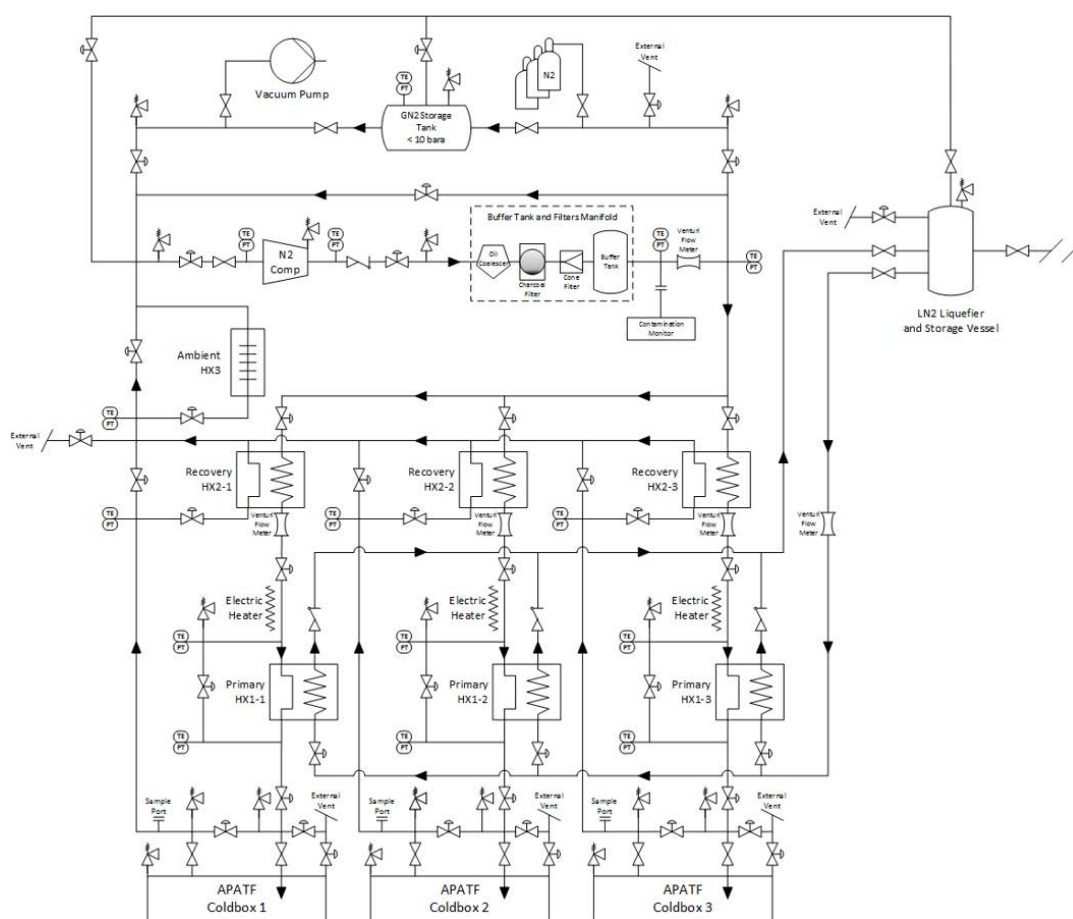 External
Vent
TE
PT
N2
Vacuum Pump
GN2 Storage
Tank
< 10 bara
Buffer Tank and Filters Manifold
External
Vent
TE
PT
TE
PT
N2
Comp
Oil
Coalescer
Charcoal
Filter
Cone
Filter
Buffer
Tank
TE
PT
Venturi
Flow
Meter
TE
PT
Contamination
Monitor
LN2 Liquefier
and Storage Vessel
Ambient
HX3
TE
PT
External
Vent
Recovery
HX2-1
Recovery
HX2-2
Recovery
HX2-3
TE
PT
Venturi
Flow
Meter
TE
PT
Venturi
Flow
Meter
TE
PT
Venturi
Flow
Meter
Venturi
Flow
Meter
Electric
Heater
Electric
Heater
Electric
Heater
TE
PT
TE
PT
TE
PT
Primary
HX1-1
Primary
HX1-2
Primary
HX1-3
TE
PT
TE
PT
TE
PT
Sample
Port
External
Vent
Sample
Port
External
Vent
Sample
Port
External
Vent
APATF
Coldbox 1
APATF
Coldbox 2
APATF
Coldbox 3